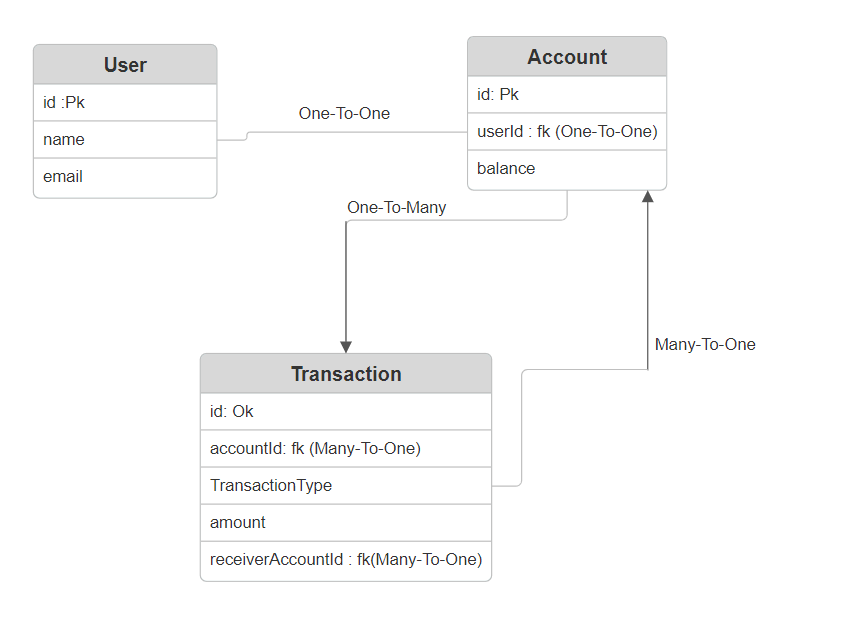 User
id :Pk
name
email
One-To-One
Account
id: Pk
userId : fk (One-To-One)
balance
One-To-Many
Many-To-One
Transaction
id: Ok
accountId: fk (Many-To-One)
TransactionType
amount
receiverAccountId : fk(Many-To-One)